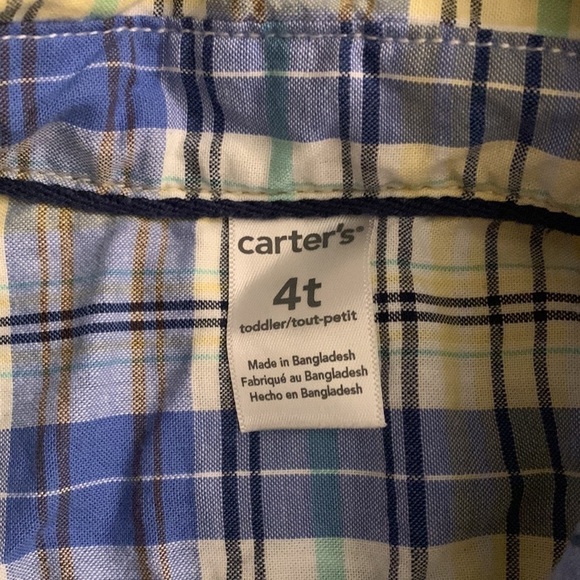 carter's®
4t
toddler/tout-petit
Made in Bangladesh
Fabriqué au Bangladesh
Hecho en Bangladesh